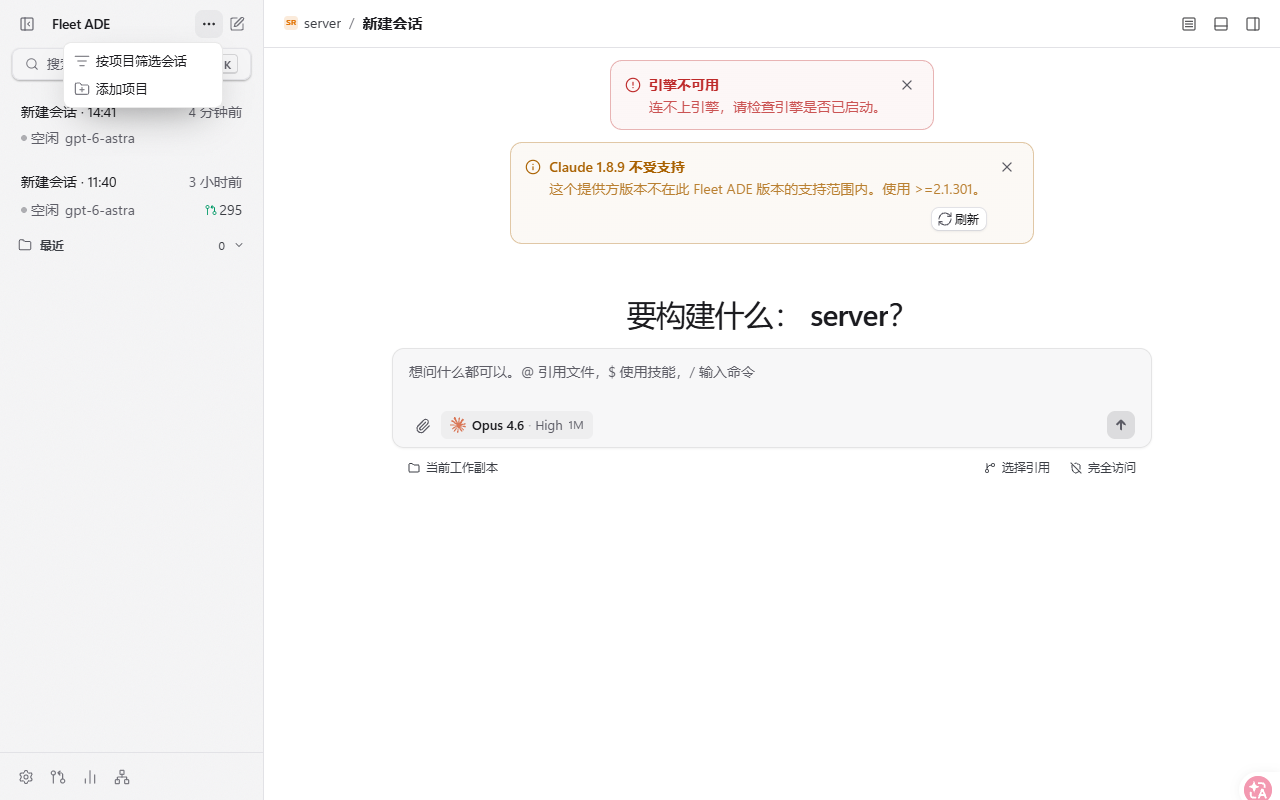 Fleet ADE
搜
K
按项目筛选会话
添加项目
新建会话 · 14:41 4 分钟前
空闲 gpt-6-astra
新建会话 · 11:40 3 小时前
空闲 gpt-6-astra 295
最近 0
SR server / 新建会话
引擎不可用
连不上引擎，请检查引擎是否已启动。
Claude 1.8.9 不受支持
这个提供方版本不在此 Fleet ADE 版本的支持范围内。使用 >=2.1.301。
刷新
要构建什么： server？
想问什么都可以。@ 引用文件，$ 使用技能，/ 输入命令
Opus 4.6 · High 1M
当前工作副本 选择引用 完全访问